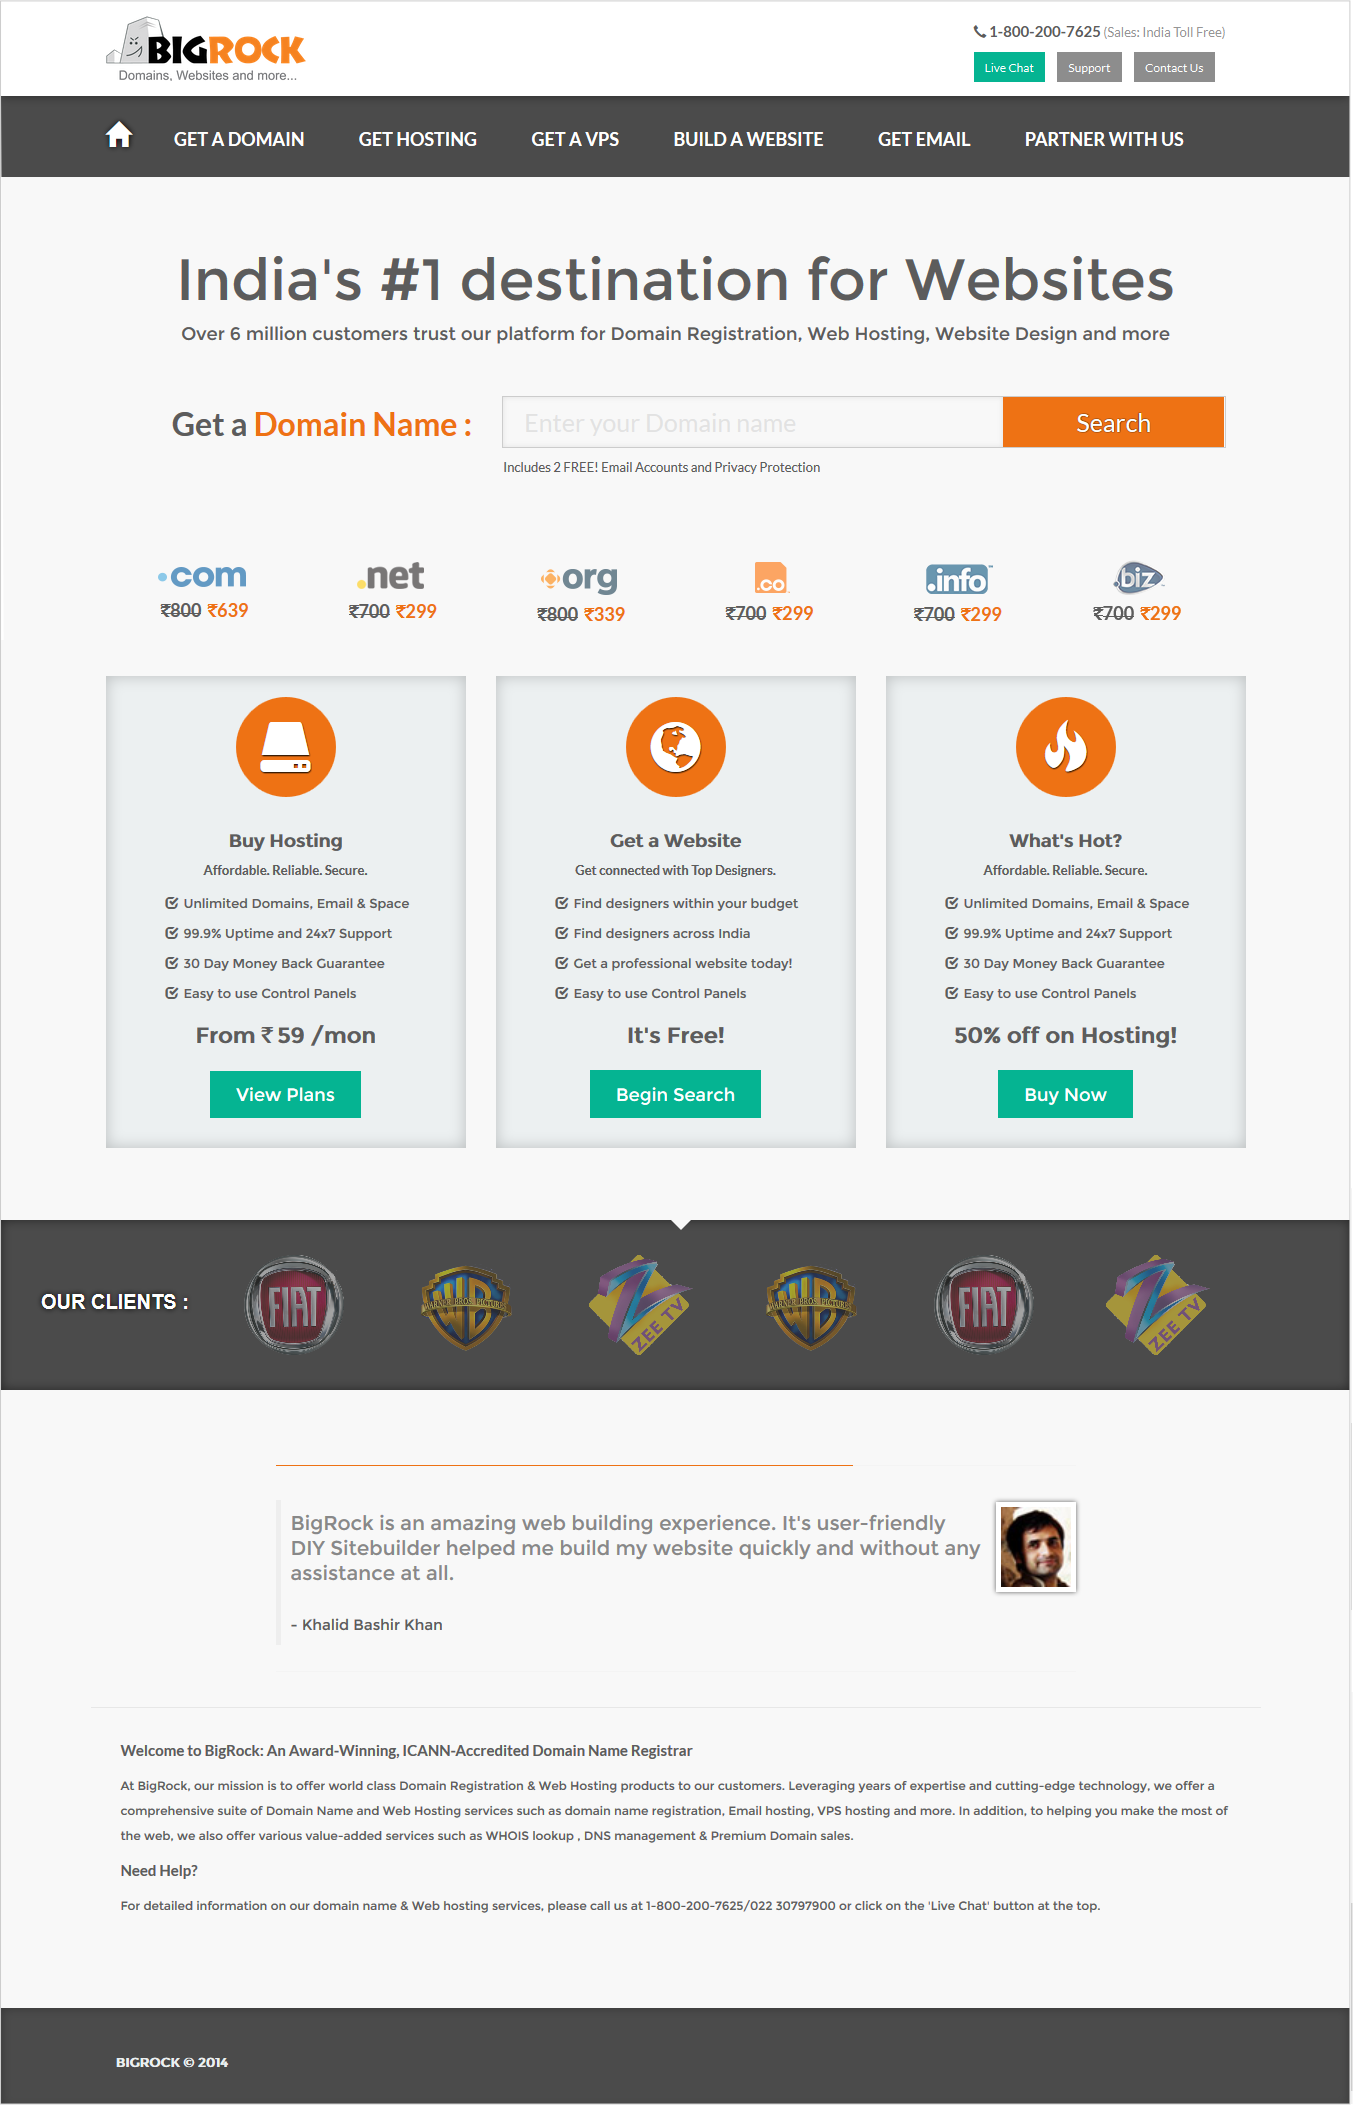 BIGROCK
Domains, Websites and more...
1-800-200-7625 (Sales: India Toll Free)
Live Chat Support Contact Us
GET A DOMAIN GET HOSTING GET A VPS BUILD A WEBSITE GET EMAIL PARTNER WITH US
India's #1 destination for Websites
Over 6 million customers trust our platform for Domain Registration, Web Hosting, Website Design and more
Get a Domain Name : Enter your Domain name Search
Includes 2 FREE! Email Accounts and Privacy Protection
.com .net org .co .info .biz
₹800 ₹639 ₹700 ₹299 ₹800 ₹339 ₹700 ₹299 ₹700 ₹299 ₹700 ₹299
Buy Hosting
Affordable. Reliable. Secure.
Unlimited Domains, Email & Space
99.9% Uptime and 24x7 Support
30 Day Money Back Guarantee
Easy to use Control Panels
From ₹ 59 /mon
View Plans
Get a Website
Get connected with Top Designers.
Find designers within your budget
Find designers across India
Get a professional website today!
Easy to use Control Panels
It's Free!
Begin Search
What's Hot?
Affordable. Reliable. Secure.
Unlimited Domains, Email & Space
99.9% Uptime and 24x7 Support
30 Day Money Back Guarantee
Easy to use Control Panels
50% off on Hosting!
Buy Now
OUR CLIENTS : FIAT WB ZEE TV WB FIAT ZEE TV
BigRock is an amazing web building experience. It's user-friendly
DIY Sitebuilder helped me build my website quickly and without any
assistance at all.
- Khalid Bashir Khan
Welcome to BigRock: An Award-Winning, ICANN-Accredited Domain Name Registrar
At BigRock, our mission is to offer world class Domain Registration & Web Hosting products to our customers. Leveraging years of expertise and cutting-edge technology, we offer a
comprehensive suite of Domain Name and Web Hosting services such as domain name registration, Email hosting, VPS hosting and more. In addition, to helping you make the most of
the web, we also offer various value-added services such as WHOIS lookup , DNS management & Premium Domain sales.
Need Help?
For detailed information on our domain name & Web hosting services, please call us at 1-800-200-7625/022 30797900 or click on the 'Live Chat' button at the top.
BIGROCK © 2014